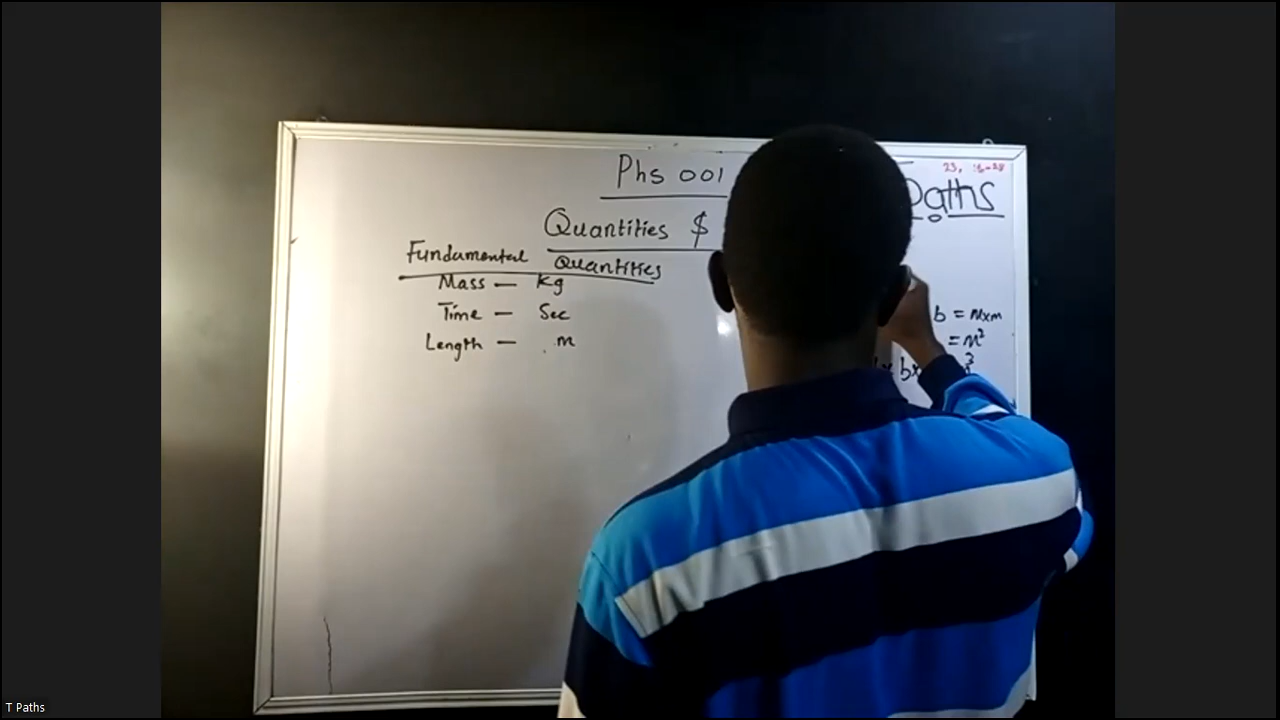 Phs 001
Paths
Quantities $
Fundamental Quantities
Mass — Kg
Time — Sec
Length — m
b = mxm
= m²
T Paths